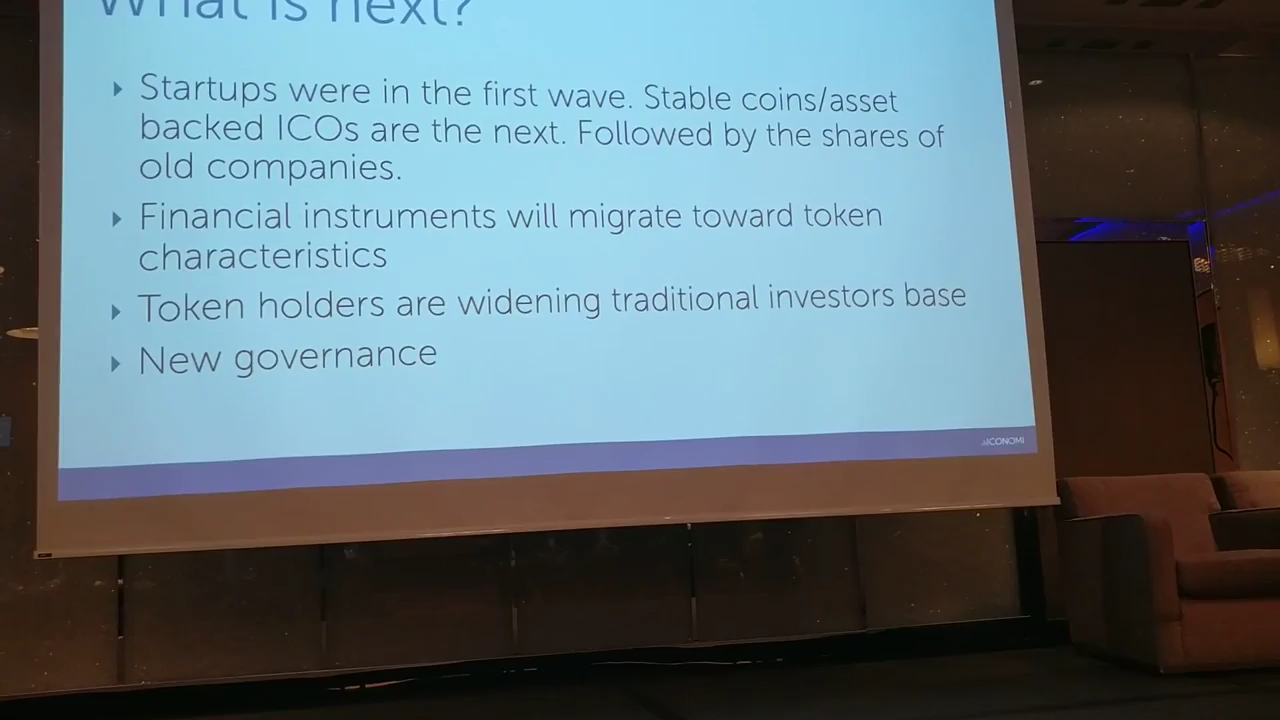 What is next?
Startups were in the first wave. Stable coins/asset
backed ICOs are the next. Followed by the shares of
old companies.
Financial instruments will migrate toward token
characteristics
Token holders are widening traditional investors base
New governance
ICONOMI